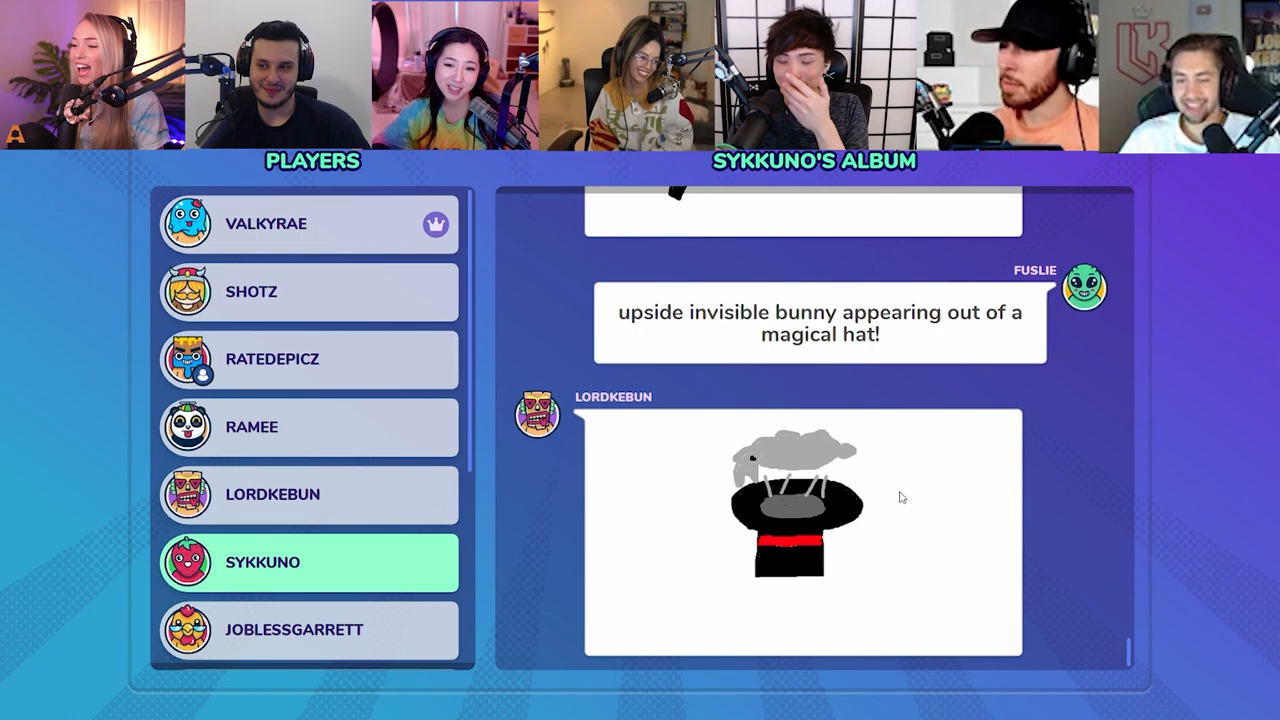 A
LK
PLAYERS
SYKKUNO'S ALBUM
VALKYRAE
SHOTZ
RATEDEPICZ
RAMEE
LORDKEBUN
SYKKUNO
JOBLESSGARRETT
FUSLIE
upside invisible bunny appearing out of a
magical hat!
LORDKEBUN